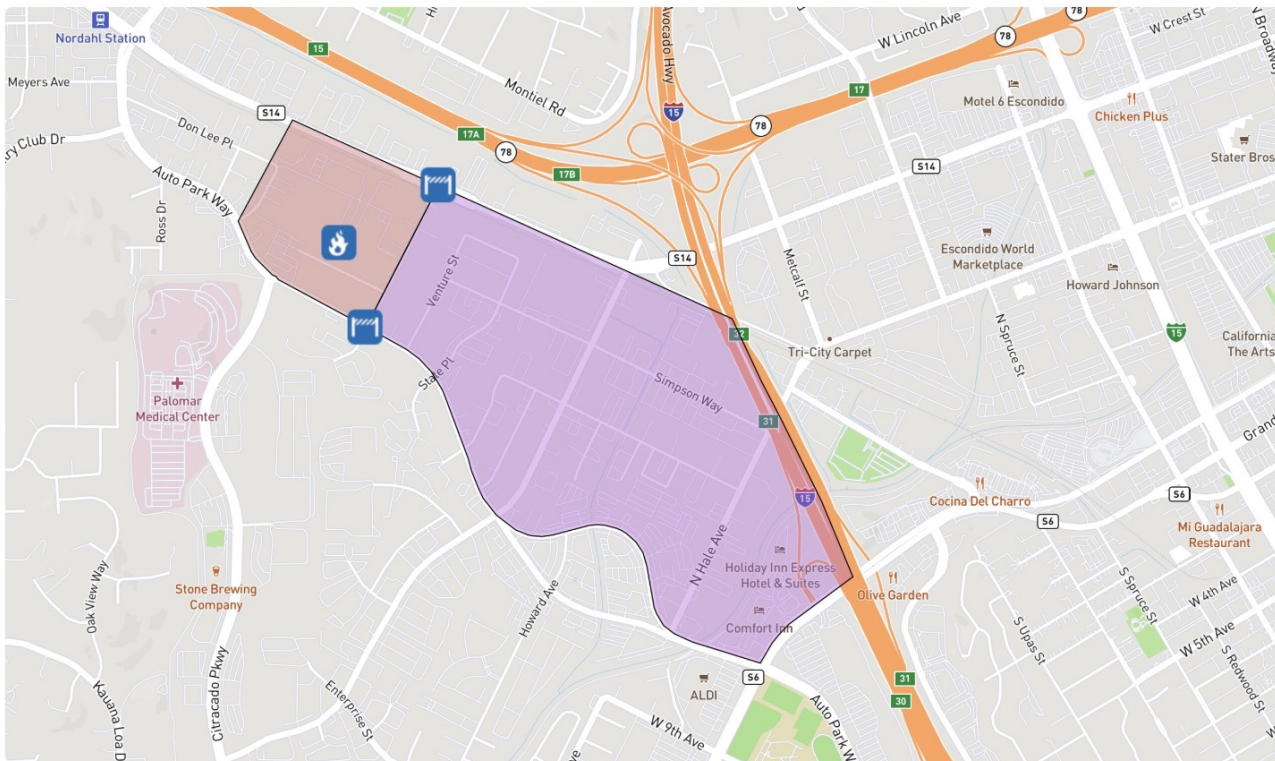 Nordahl Station
Meyers Ave
ry Club Dr
Don Lee Pl
Auto Park Way
Ross Dr
S14
15
Montiel Rd
17A
78
17B
Avocado Hwy
15
78
17
W Lincoln Ave
78
78
W Crest St
N Broadway
Motel 6 Escondido
Chicken Plus
Stater Bros
S14
S14
Metcalf St
Escondido World
Marketplace
Howard Johnson
N Spruce St
15
California
The Arts
Venture St
State Pl
Simpson Way
32
Tri-City Carpet
31
15
Palomar
Medical Center
Stone Brewing
Company
Oak View Way
Citracado Pkwy
Kauana Loa D
Enterprise St
Howard Ave
N Hale Ave
Holiday Inn Express
Hotel & Suites
Comfort Inn
Olive Garden
Cocina Del Charro
S6
S6
Grand
Mi Guadalajara
Restaurant
S Spruce St
W 4th Ave
W 5th Ave
S Redwood St
S Upas St
S6
ALDI
W 9th Ave
Auto Park W
31
30